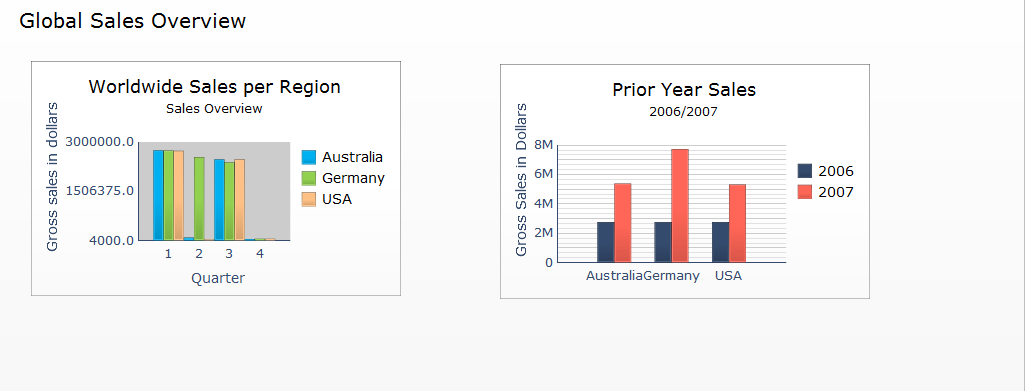 Global Sales Overview
Worldwide Sales per Region
Sales Overview
Gross sales in dollars
3000000.0
1506375.0
4000.0
1 2 3 4
Quarter
Australia
Germany
USA
Prior Year Sales
2006/2007
Gross Sales in Dollars
8M
6M
4M
2M
0
Australia Germany USA
2006
2007